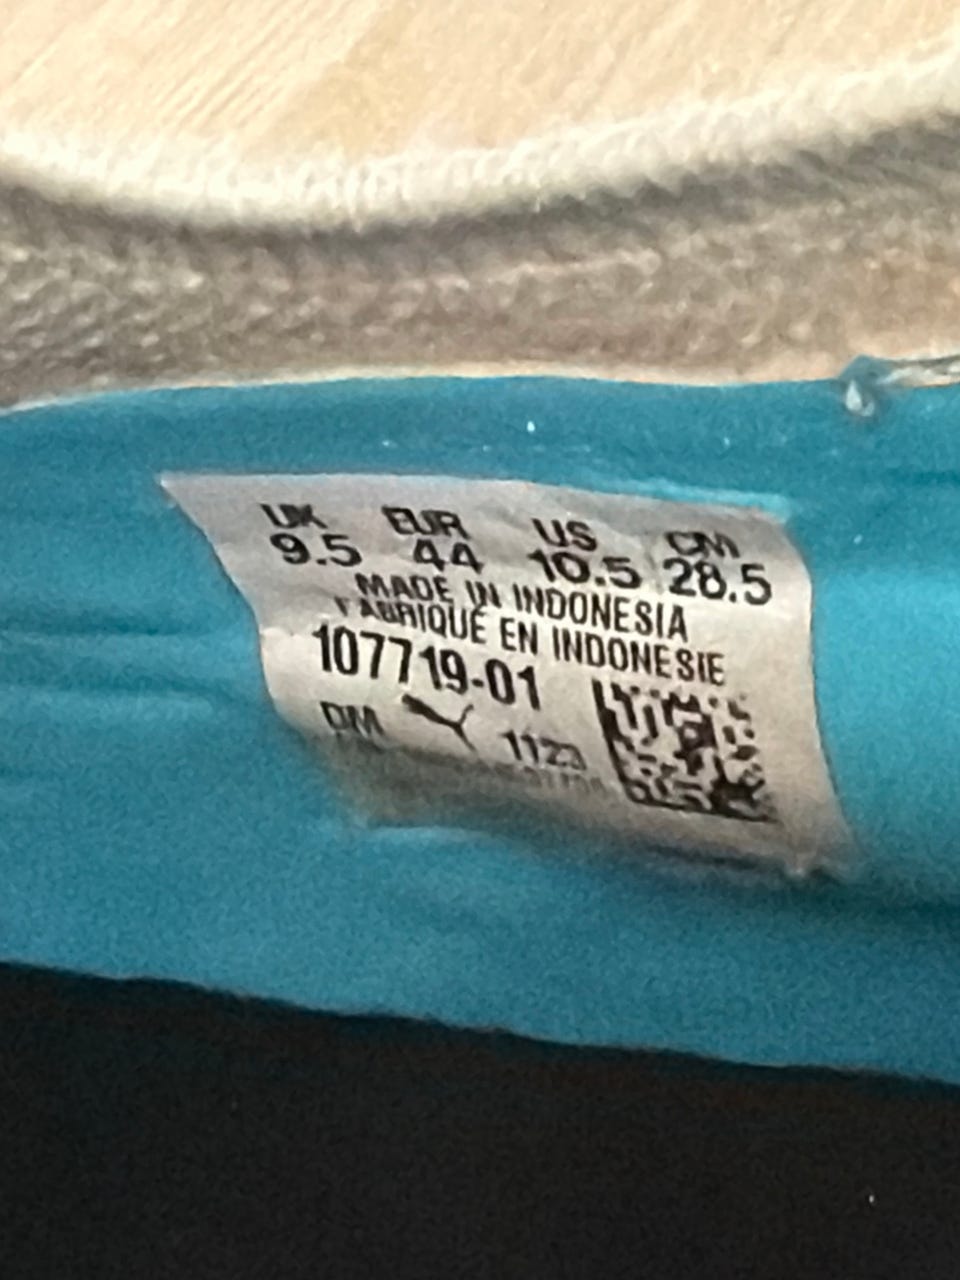 UK EUR US CM
9.5 44 10.5 28.5
MADE IN INDONESIA
FABRIQUÉ EN INDONESIE
107719-01
DM 1123